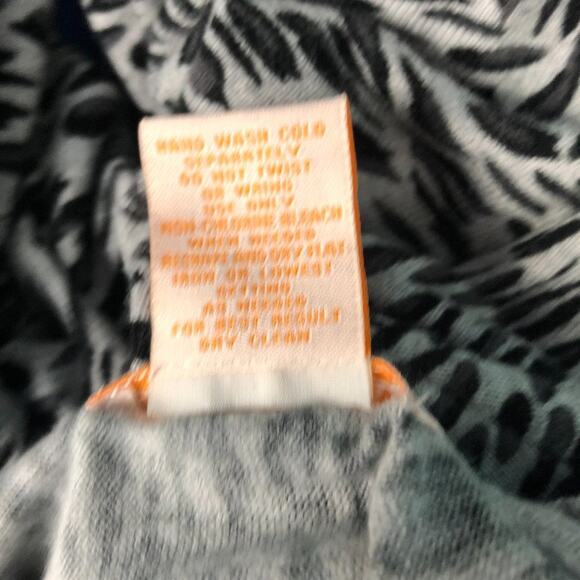 HAND WASH COLD
SEPARATELY
DO NOT TWIST
OR WRING
USE ONLY
NON-CHLORINE BLEACH
WHEN NEEDED
RESHAPE AND DRY FLAT
IRON ON LOWEST
SETTING
AS NEEDED
FOR BEST RESULT
DRY CLEAN